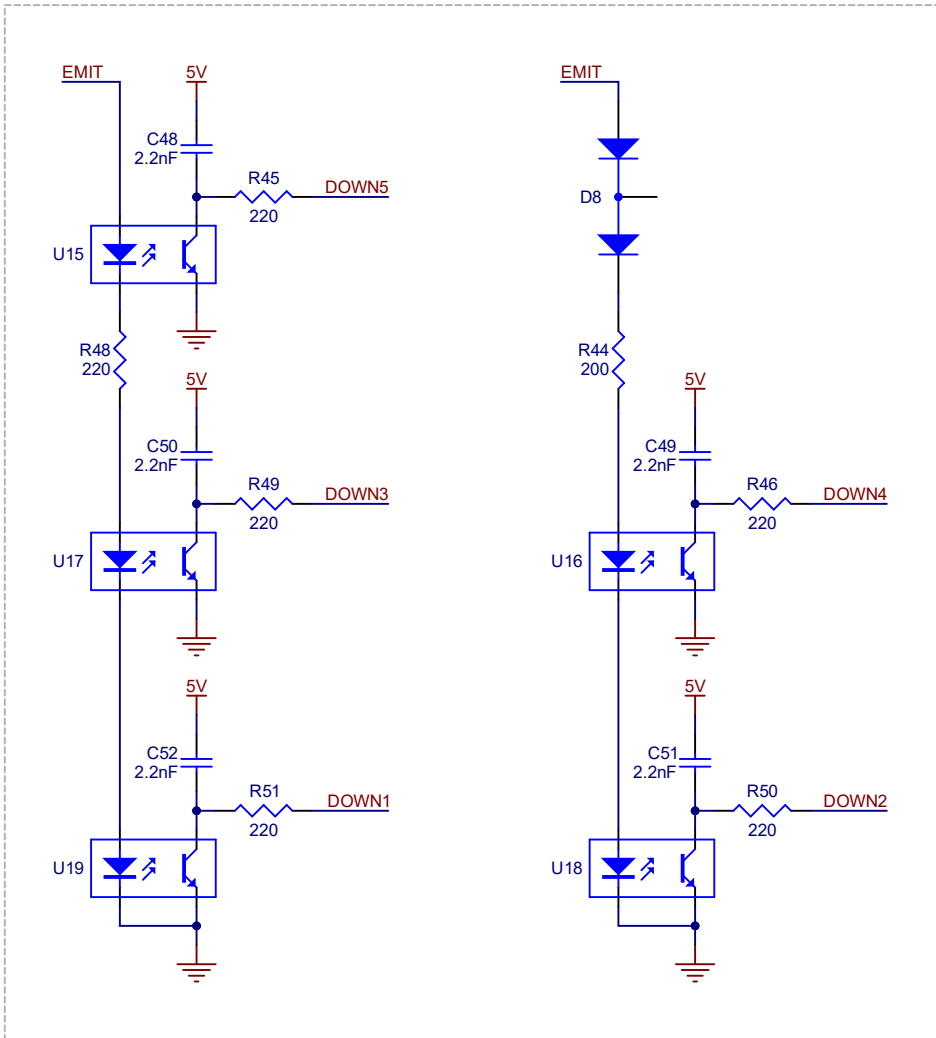 EMIT
5V
C48
2.2nF
R45
DOWN5
220
U15
R48
220
5V
C50
2.2nF
R49
DOWN3
220
U17
5V
C52
2.2nF
R51
DOWN1
220
U19
EMIT
D8
R44
200
5V
C49
2.2nF
R46
DOWN4
220
U16
5V
C51
2.2nF
R50
DOWN2
220
U18